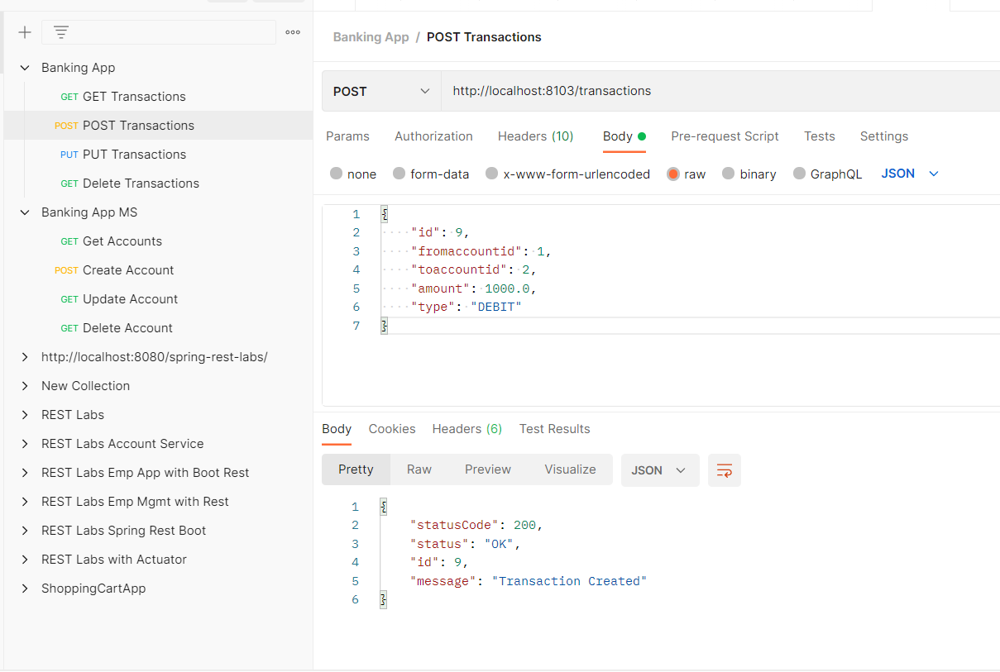 Banking App
GET GET Transactions
POST POST Transactions
PUT PUT Transactions
GET Delete Transactions
Banking App MS
GET Get Accounts
POST Create Account
GET Update Account
GET Delete Account
http://localhost:8080/spring-rest-labs/
New Collection
REST Labs
REST Labs Account Service
REST Labs Emp App with Boot Rest
REST Labs Emp Mgmt with Rest
REST Labs Spring Rest Boot
REST Labs with Actuator
ShoppingCartApp
Banking App / POST Transactions
POST http://localhost:8103/transactions
Params Authorization Headers (10) Body Pre-request Script Tests Settings
none form-data x-www-form-urlencoded raw binary GraphQL JSON
1 {
2 "id": 9,
3 "fromaccountid": 1,
4 "toaccountid": 2,
5 "amount": 1000.0,
6 "type": "DEBIT"
7 }
Body Cookies Headers (6) Test Results
Pretty Raw Preview Visualize JSON
1 {
2 "statusCode": 200,
3 "status": "OK",
4 "id": 9,
5 "message": "Transaction Created"
6 }